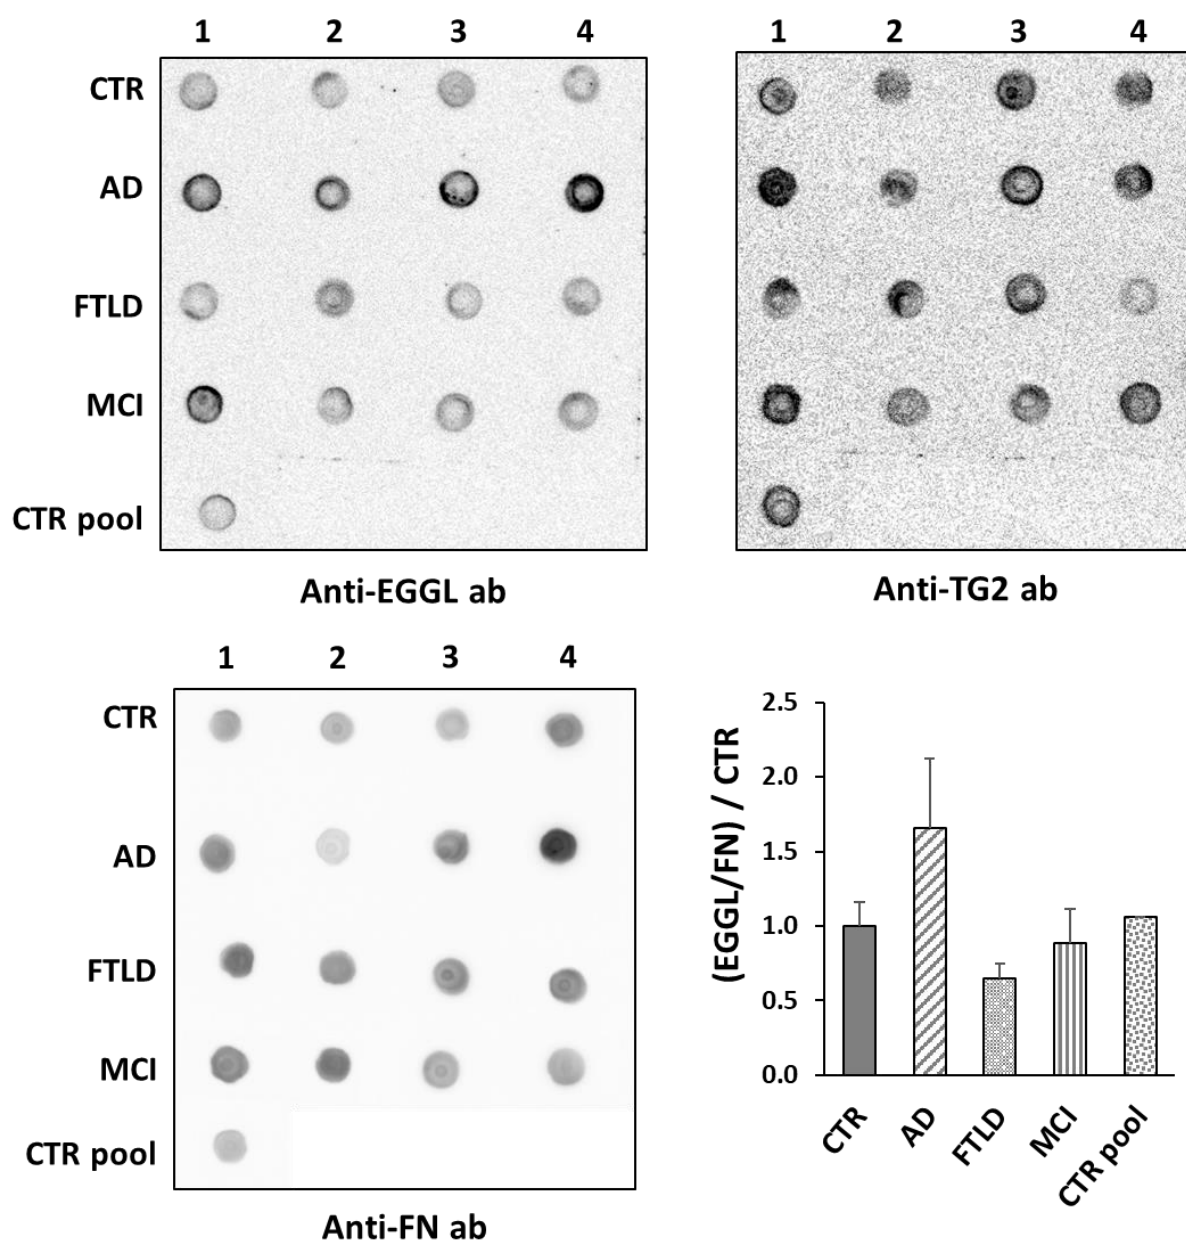 1 2 3 4
CTR
AD
FTLD
MCI
CTR pool
Anti-EGGL ab
1 2 3 4
Anti-TG2 ab
1 2 3 4
CTR
AD
FTLD
MCI
CTR pool
Anti-FN ab
(EGGL/FN) / CTR
2.5
2.0
1.5
1.0
0.5
0.0
CTR
AD
FTLD
MCI
CTR pool